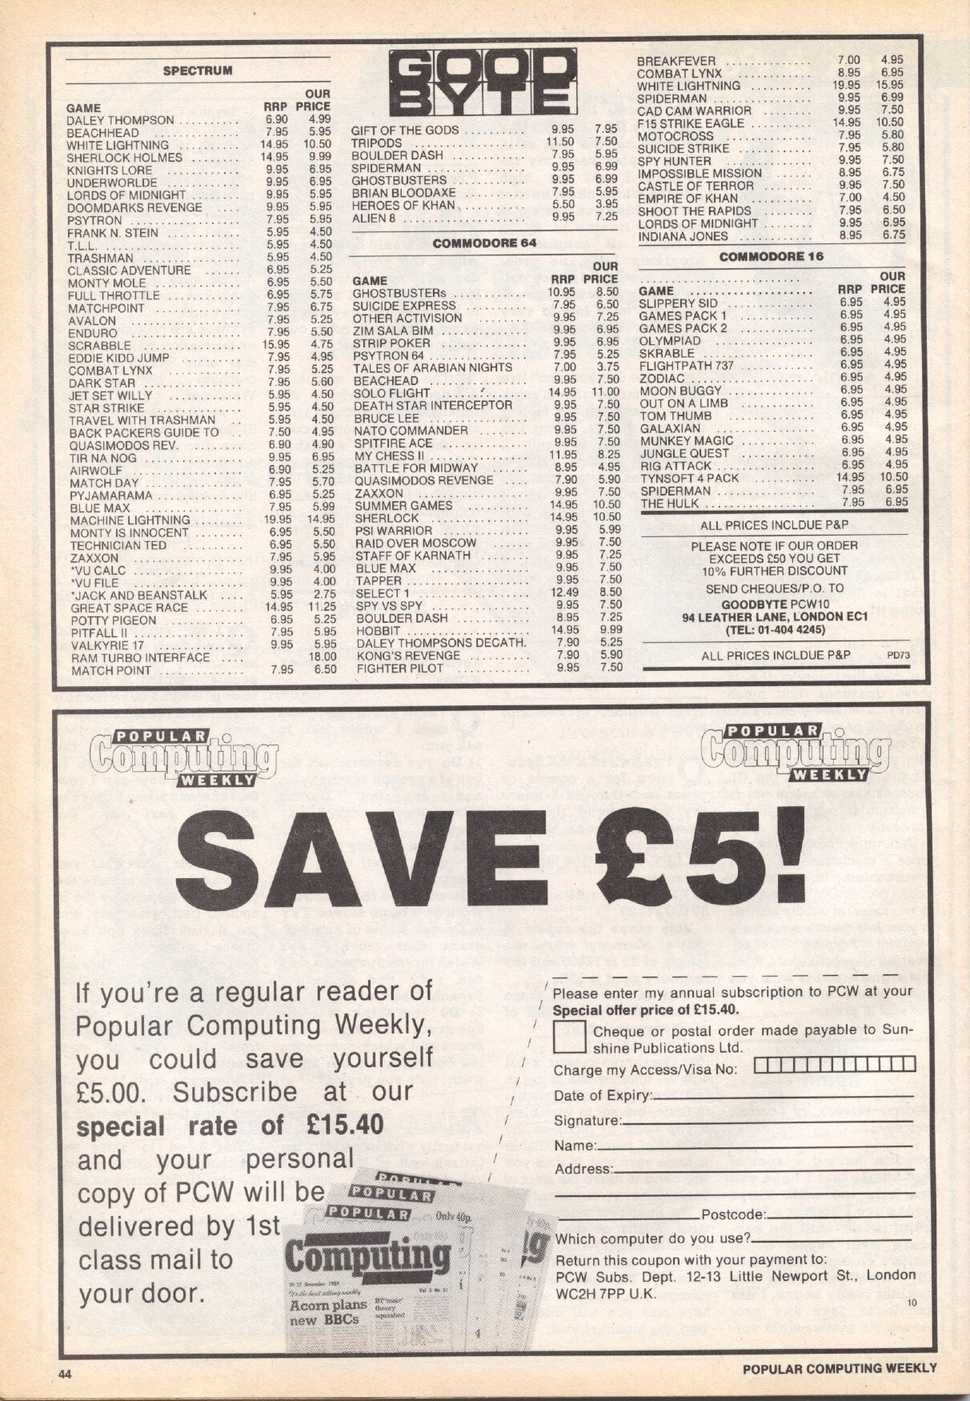 SPECTRUM
GAME RRP OUR PRICE
DALEY THOMPSON .......... 6.90 4.99
BEACHHEAD .......... 7.95 5.95
WHITE LIGHTNING .......... 14.95 10.50
SHERLOCK HOLMES ........ 14.95 9.99
KNIGHTS LORE .......... 9.95 6.95
UNDERWORLDE .......... 9.95 6.95
LORDS OF MIDNIGHT ........ 9.95 5.95
DOOMDARKS REVENGE .... 9.95 5.95
PSYTRON .......... 7.95 5.95
FRANK N. STEIN .......... 5.95 4.50
T.L.L. .......... 5.95 4.50
TRASHMAN .......... 5.95 4.50
CLASSIC ADVENTURE ...... 6.95 5.25
MONTY MOLE .......... 6.95 5.50
FULL THROTTLE .......... 6.95 5.75
MATCHPOINT .......... 7.95 6.75
AVALON .......... 7.95 5.25
ENDURO .......... 7.95 5.50
SCRABBLE .......... 15.95 4.75
EDDIE KIDD JUMP .......... 7.95 4.95
COMBAT LYNX .......... 7.95 5.25
DARK STAR .......... 7.95 5.60
JET SET WILLY .......... 5.95 4.50
STAR STRIKE .......... 5.95 4.50
TRAVEL WITH TRASHMAN .. 5.95 4.50
BACK PACKERS GUIDE TO .. 7.50 4.95
QUASIMODOS REV. ........ 6.90 4.90
TIR NA NOG .......... 9.95 6.95
AIRWOLF .......... 6.90 5.25
MATCH DAY .......... 7.95 5.70
PYJAMARAMA .......... 6.95 5.25
BLUE MAX .......... 7.95 5.99
MACHINE LIGHTNING ....... 19.95 14.95
MONTY IS INNOCENT ....... 6.95 5.50
TECHNICIAN TED ......... 6.95 5.50
ZAXXON .......... 7.95 5.95
*VU CALC .......... 9.95 4.00
*VU FILE .......... 9.95 4.00
*JACK AND BEANSTALK .... 5.95 2.75
GREAT SPACE RACE ........ 14.95 11.25
POTTY PIGEON .......... 6.95 5.25
PITFALL II .......... 7.95 5.95
VALKYRIE 17 .......... 9.95 5.95
RAM TURBO INTERFACE .... 18.00
MATCH POINT .......... 7.95 6.50
GOOD
BYTE
GIFT OF THE GODS .......... 9.95 7.95
TRIPODS .......... 11.50 7.50
BOULDER DASH .......... 7.95 5.95
SPIDERMAN .......... 9.95 6.99
GHOSTBUSTERS .......... 9.95 6.99
BRIAN BLOODAXE .......... 7.95 5.95
HEROES OF KHAN .......... 5.50 3.95
ALIEN 8 .......... 9.95 7.25
COMMODORE 64
GAME RRP OUR PRICE
GHOSTBUSTERs .......... 10.95 8.50
SUICIDE EXPRESS .......... 7.95 6.50
OTHER ACTIVISION .......... 9.95 7.25
ZIM SALA BIM .......... 9.95 6.95
STRIP POKER .......... 9.95 6.95
PSYTRON 64 .......... 7.95 5.25
TALES OF ARABIAN NIGHTS 7.00 3.75
BEACHEAD .......... 9.95 7.50
SOLO FLIGHT .......... 14.95 11.00
DEATH STAR INTERCEPTOR 9.95 7.50
BRUCE LEE .......... 9.95 7.50
NATO COMMANDER .......... 9.95 7.50
SPITFIRE ACE .......... 9.95 7.50
MY CHESS II .......... 11.95 8.25
BATTLE FOR MIDWAY ...... 8.95 4.95
QUASIMODOS REVENGE .... 7.90 5.90
ZAXXON .......... 9.95 7.50
SUMMER GAMES .......... 14.95 10.50
SHERLOCK .......... 14.95 10.50
PSI WARRIOR .......... 9.95 5.99
RAID OVER MOSCOW ....... 9.95 7.50
STAFF OF KARNATH ........ 9.95 7.25
BLUE MAX .......... 9.95 7.50
TAPPER .......... 9.95 7.50
SELECT 1 .......... 12.49 8.50
SPY VS SPY .......... 9.95 7.50
BOULDER DASH .......... 8.95 7.25
HOBBIT .......... 14.95 9.99
DALEY THOMPSONS DECATH. 7.90 5.25
KONG'S REVENGE .......... 7.90 5.90
FIGHTER PILOT .......... 9.95 7.50
BREAKFEVER .......... 7.00 4.95
COMBAT LYNX .......... 8.95 6.95
WHITE LIGHTNING .......... 19.95 15.95
SPIDERMAN .......... 9.95 6.99
CAD CAM WARRIOR .......... 9.95 7.50
F15 STRIKE EAGLE .......... 14.95 10.50
MOTOCROSS .......... 7.95 5.80
SUICIDE STRIKE .......... 7.95 5.80
SPY HUNTER .......... 9.95 7.50
IMPOSSIBLE MISSION ....... 8.95 6.75
CASTLE OF TERROR ........ 9.95 7.50
EMPIRE OF KHAN .......... 7.00 4.50
SHOOT THE RAPIDS ........ 7.95 6.50
LORDS OF MIDNIGHT ........ 9.95 6.95
INDIANA JONES .......... 8.95 6.75
COMMODORE 16
GAME .......... RRP OUR PRICE
SLIPPERY SID .......... 6.95 4.95
GAMES PACK 1 .......... 6.95 4.95
GAMES PACK 2 .......... 6.95 4.95
OLYMPIAD .......... 6.95 4.95
SKRABLE .......... 6.95 4.95
FLIGHTPATH 737 .......... 6.95 4.95
ZODIAC .......... 6.95 4.95
MOON BUGGY .......... 6.95 4.95
OUT ON A LIMB .......... 6.95 4.95
TOM THUMB .......... 6.95 4.95
GALAXIAN .......... 6.95 4.95
MUNKEY MAGIC .......... 6.95 4.95
JUNGLE QUEST .......... 6.95 4.95
RIG ATTACK .......... 6.95 4.95
TYNSOFT 4 PACK .......... 14.95 10.50
SPIDERMAN .......... 7.95 6.95
THE HULK .......... 7.95 6.95
ALL PRICES INCLDUE P&P
PLEASE NOTE IF OUR ORDER
EXCEEDS £50 YOU GET
10% FURTHER DISCOUNT
SEND CHEQUES/P.O. TO
GOODBYTE PCW10
94 LEATHER LANE, LONDON EC1
(TEL: 01-404 4245)
ALL PRICES INCLDUE P&P PD73
POPULAR
Computing
WEEKLY
POPULAR
Computing
WEEKLY
SAVE £5!
If you're a regular reader of
Popular Computing Weekly,
you could save yourself
£5.00. Subscribe at our
special rate of £15.40
and your personal
copy of PCW will be
delivered by 1st
class mail to
your door.
POPULAR
POPULAR
POPULAR
Only 40p.
Computing
Acorn plans
new BBCs
Please enter my annual subscription to PCW at your
Special offer price of £15.40.
Cheque or postal order made payable to Sun-
shine Publications Ltd.
Charge my Access/Visa No:
Date of Expiry:
Signature:
Name:
Address:
Postcode:
Which computer do you use?
Return this coupon with your payment to:
PCW Subs. Dept. 12-13 Little Newport St., London
WC2H 7PP U.K.
10
44
POPULAR COMPUTING WEEKLY